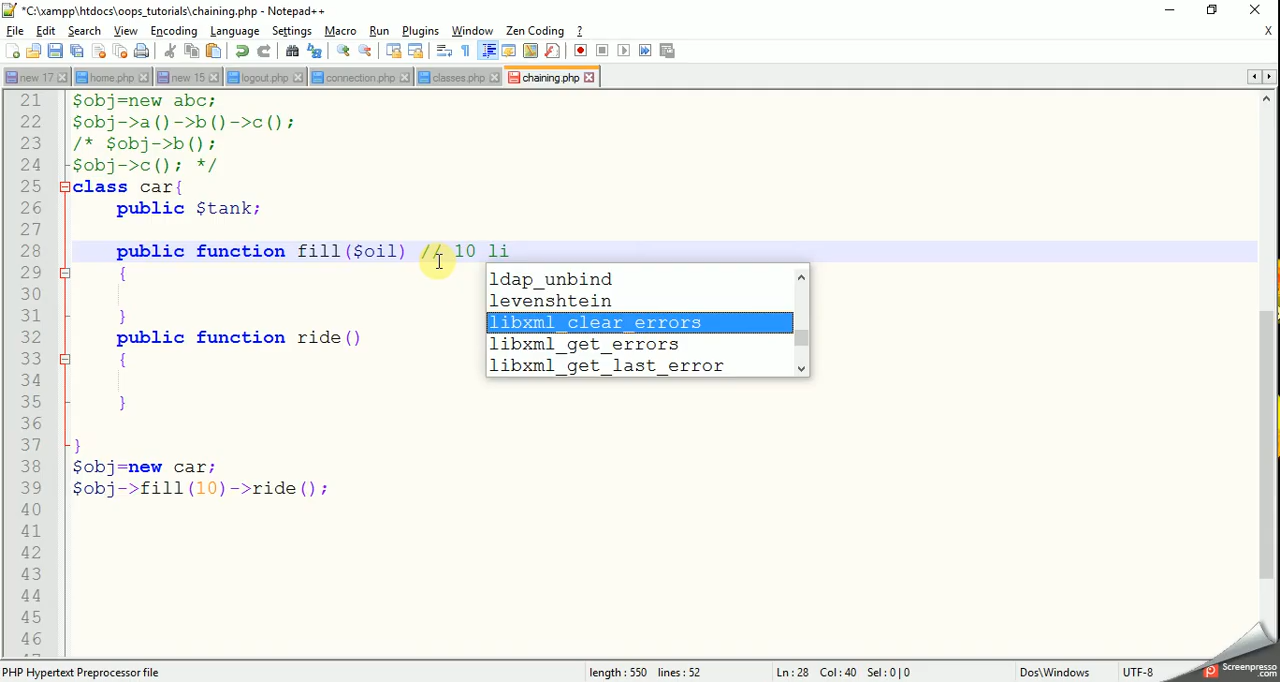 *C:\xampp\htdocs\oops_tutorials\chaining.php - Notepad++
File Edit Search View Encoding Language Settings Macro Run Plugins Window Zen Coding ? X
new 17 home.php new 15 logout.php connection.php classes.php chaining.php
21 $obj=new abc;
22 $obj->a()->b()->c();
23 /* $obj->b();
24 $obj->c(); */
25 class car{
26 public $tank;
27
28 public function fill($oil) // 10 li
29 {
ldap_unbind
30
levenshtein
31 }
libxml_clear_errors
32 public function ride()
libxml_get_errors
33 {
libxml_get_last_error
34
35 }
36
37 }
38 $obj=new car;
39 $obj->fill(10)->ride();
40
41
42
43
44
45
46
PHP Hypertext Preprocessor file length : 550 lines : 52 Ln : 28 Col : 40 Sel : 0 | 0 Dos\Windows UTF-8
Screenpresso
.com